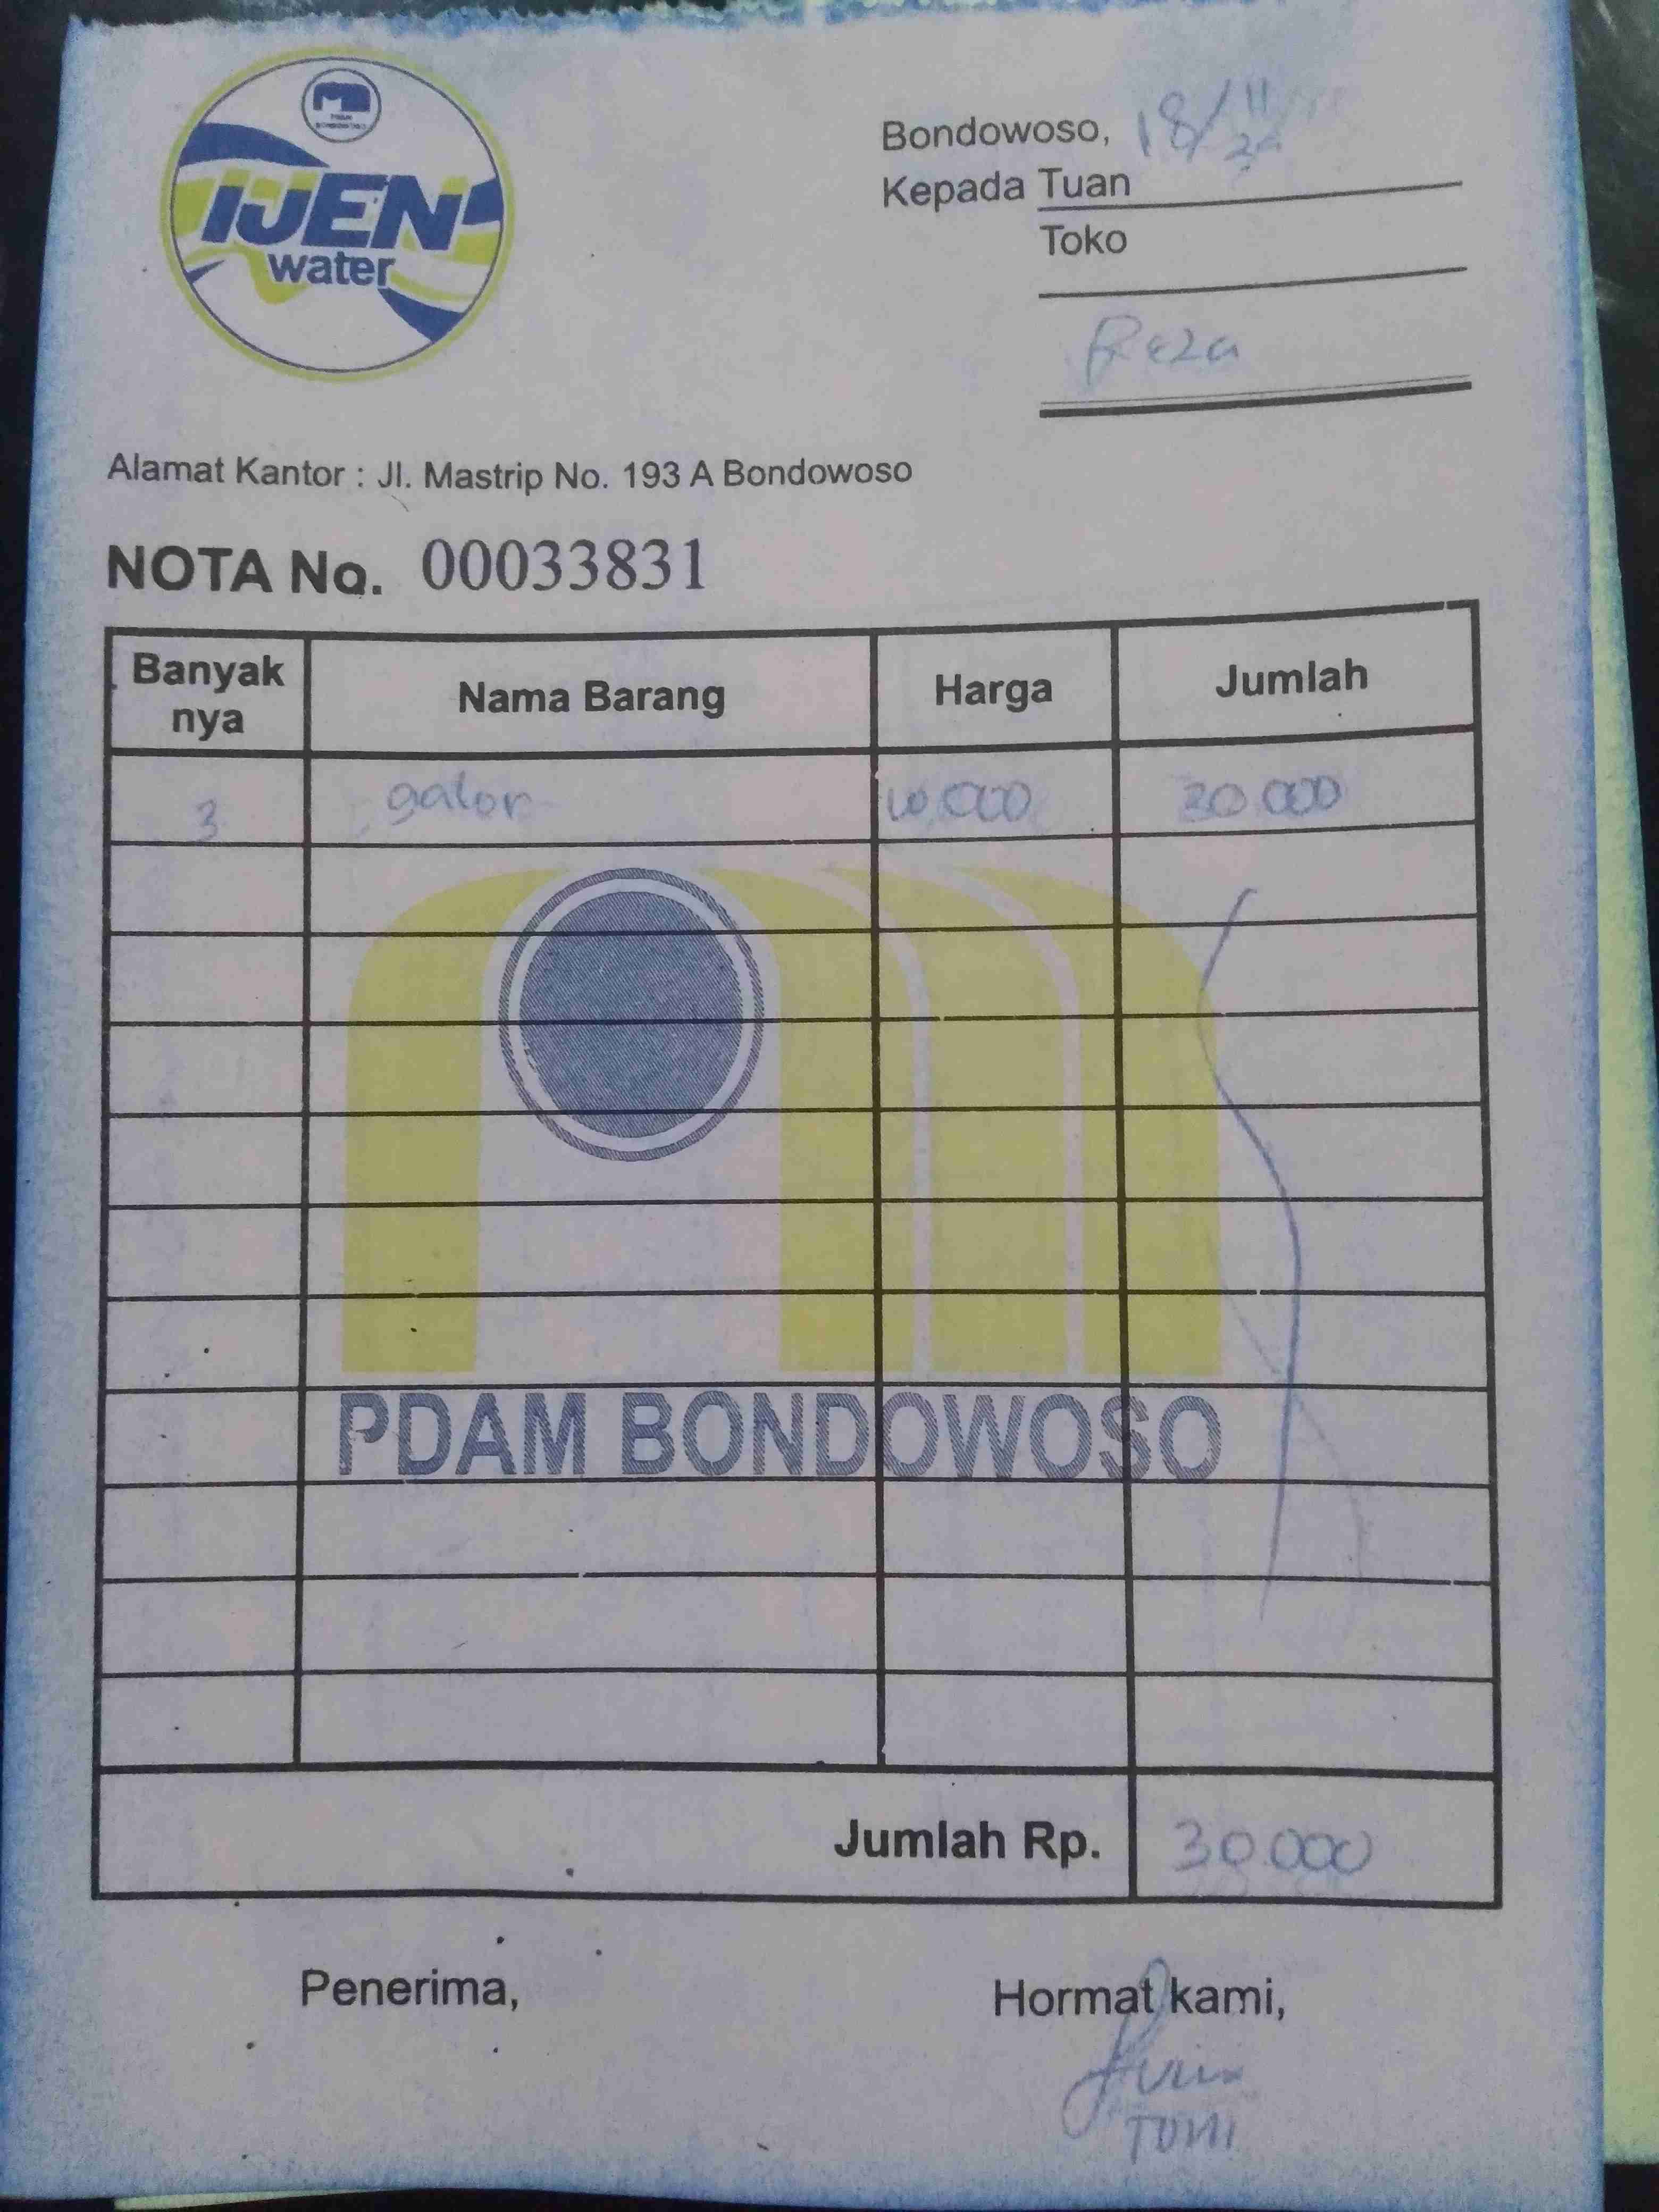 IJEN
water
Bondowoso, 18/11
Kepada Tuan
Toko
Reza
Alamat Kantor : Jl. Mastrip No. 193 A Bondowoso
NOTA No. 00033831
Banyak nya Nama Barang Harga Jumlah
3 galon 10.000 30 000
PDAM BONDOWOSO
Jumlah Rp. 30.000
Penerima, Hormat kami,